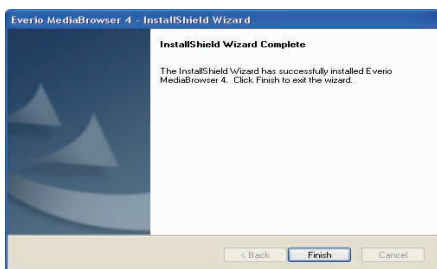 Everio MediaBrowser 4 - InstallShield Wizard
InstallShield Wizard Complete
The InstallShield Wizard has successfully installed Everio
MediaBrowser 4. Click Finish to exit the wizard.
< Back Finish Cancel